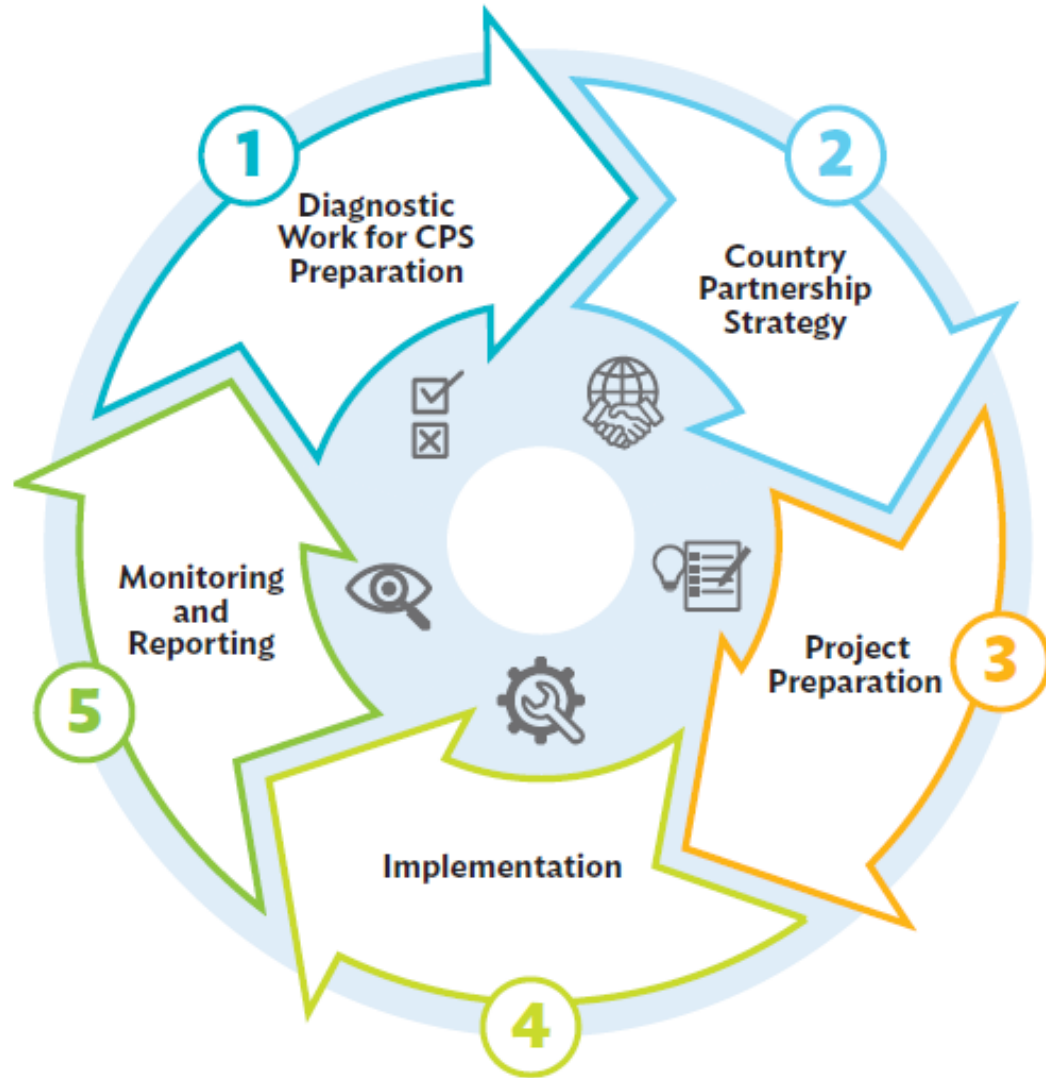 1
Diagnostic
Work for CPS
Preparation
2
Country
Partnership
Strategy
3
Project
Preparation
4
Implementation
5
Monitoring
and
Reporting